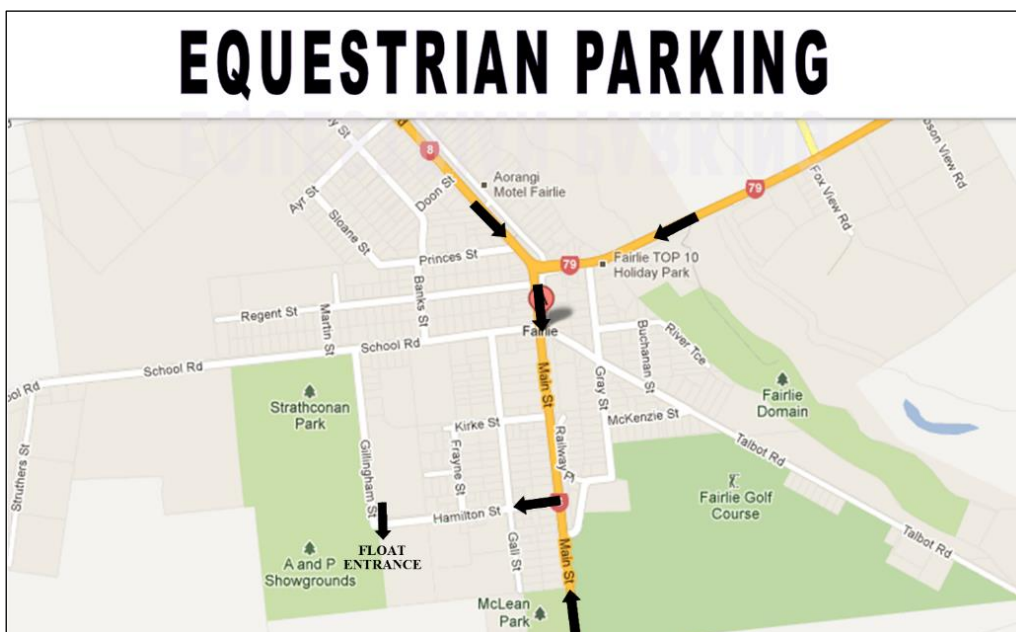 EQUESTRIAN PARKING
8
Aorangi
Motel Fairlie
Doon St
Ayr St
Sloane St
Fox View Rd
79
Princes St
79
Fairlie TOP 10
Holiday Park
Banks St
Regent St
Martin St
Fairlie
School Rd
School Rd
River Tce
Buchanan St
Gray St
Main St
Strathconan
Park
Fairlie
Domain
McKenzie St
Kirke St
Railway Pl
Talbot Rd
Frayne St
Gillingham St
Struthers St
Fairlie Golf
Course
Hamilton St
Talbot Rd
FLOAT
ENTRANCE
A and P
Showgrounds
Gall St
Main St
McLean
Park